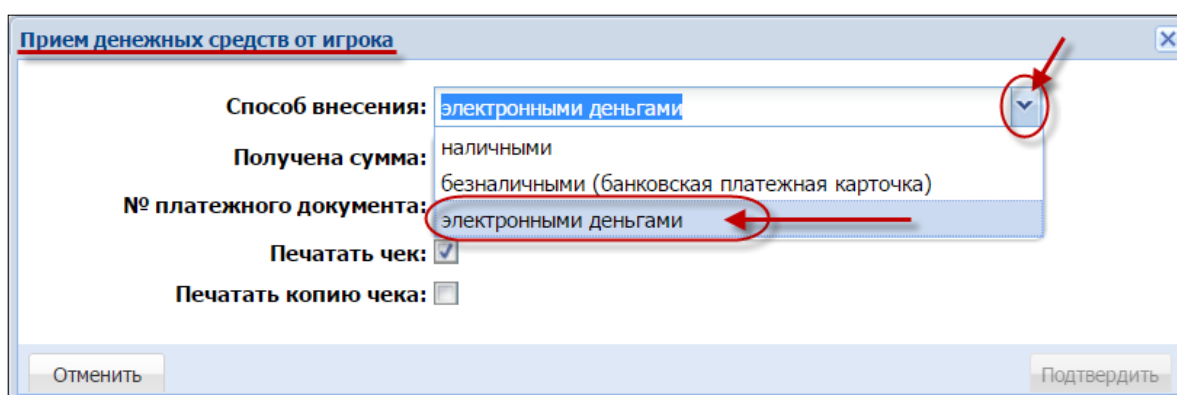 Прием денежных средств от игрока
Способ внесения: электронными деньгами
наличными
Получена сумма:
безналичными (банковская платежная карточка)
№ платежного документа:
электронными деньгами
Печатать чек:
Печатать копию чека:
Отменить Подтвердить